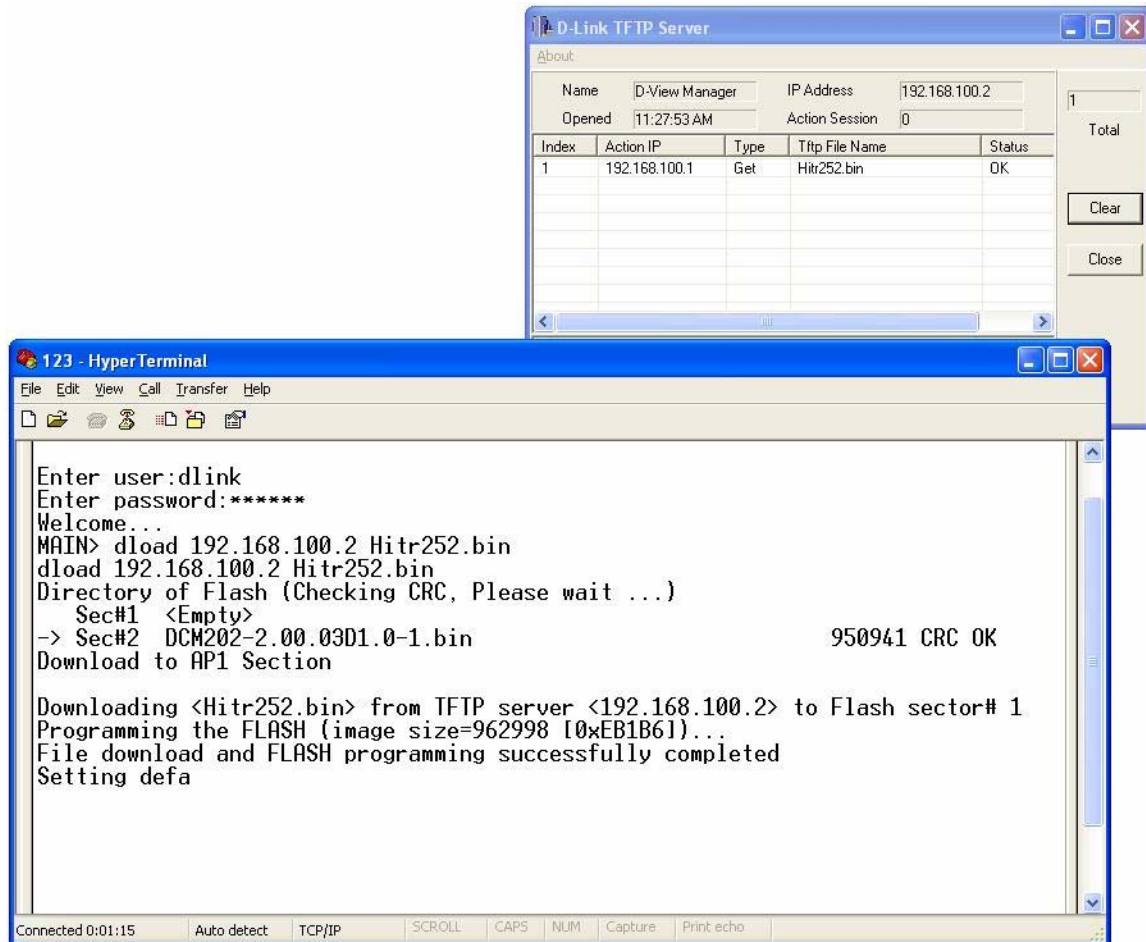 D-Link TFTP Server
About
Name D-View Manager IP Address 192.168.100.2
Opened 11:27:53 AM Action Session 0
1
Total
Index Action IP Type Tftp File Name Status
1 192.168.100.1 Get Hitr252.bin OK
Clear
Close
123 - HyperTerminal
File Edit View Call Transfer Help
Enter user:dlink
Enter password:******
Welcome...
MAIN> dload 192.168.100.2 Hitr252.bin
dload 192.168.100.2 Hitr252.bin
Directory of Flash (Checking CRC, Please wait ...)
Sec#1 <Empty>
-> Sec#2 DCM202-2.00.03D1.0-1.bin 950941 CRC OK
Download to AP1 Section
Downloading <Hitr252.bin> from TFTP server <192.168.100.2> to Flash sector# 1
Programming the FLASH (image size=962998 [0xEB1B6])...
File download and FLASH programming successfully completed
Setting defa
Connected 0:01:15 Auto detect TCP/IP SCROLL CAPS NUM Capture Print echo